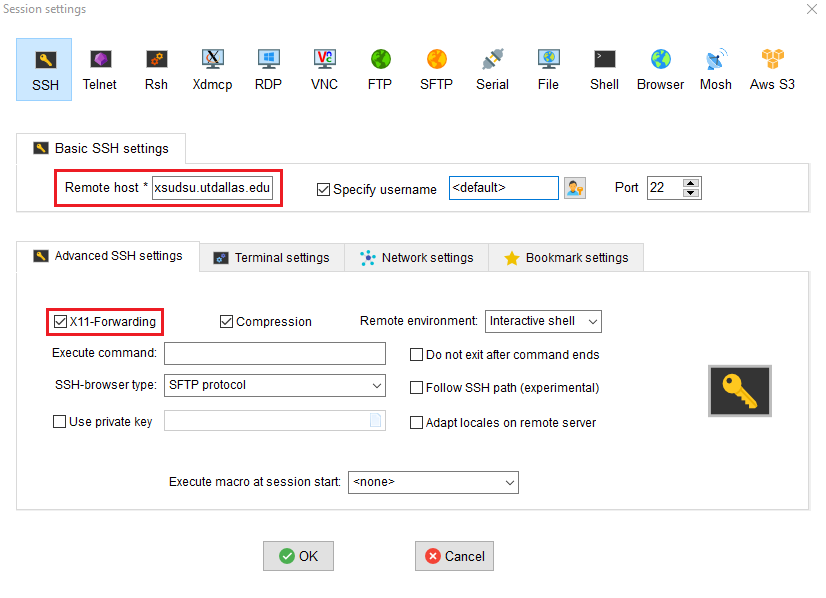 Session settings
SSH Telnet Rsh Xdmcp RDP VNC FTP SFTP Serial File Shell Browser Mosh Aws S3
Basic SSH settings
Remote host * xsudsu.utdallas.edu Specify username <default> Port 22
Advanced SSH settings Terminal settings Network settings Bookmark settings
X11-Forwarding Compression Remote environment: Interactive shell
Execute command: Do not exit after command ends
SSH-browser type: SFTP protocol Follow SSH path (experimental)
Use private key Adapt locales on remote server
Execute macro at session start: <none>
OK Cancel